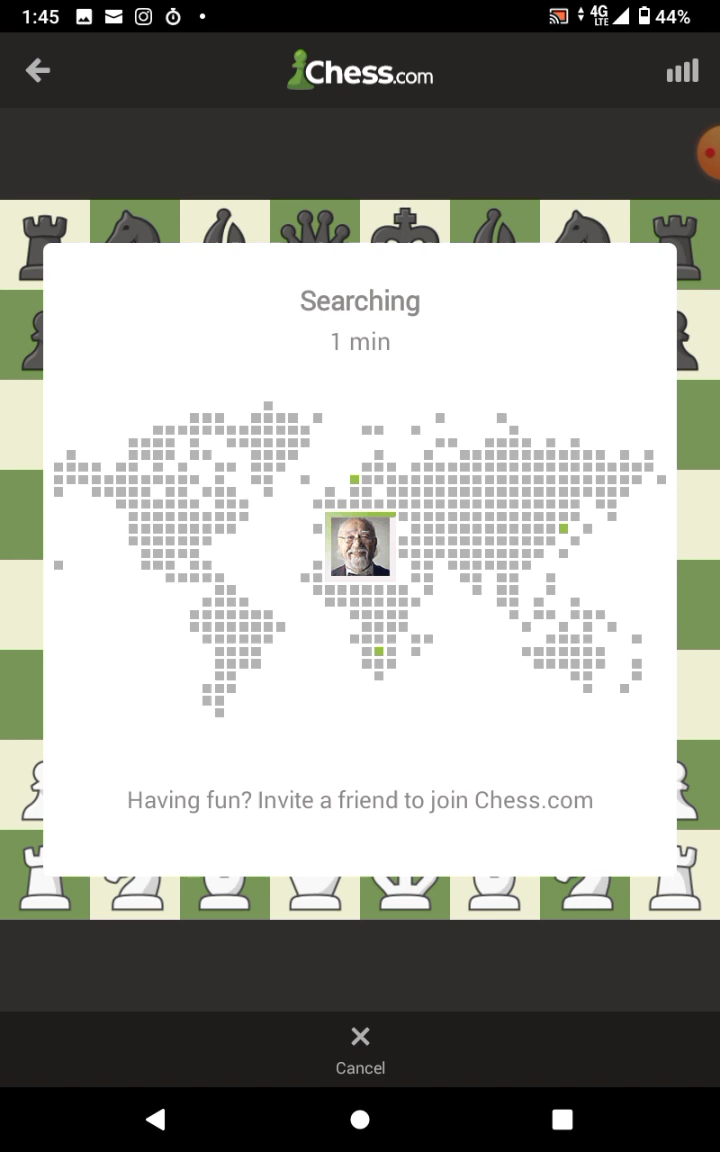 1:45
4G
LTE
44%
Chess.com
Searching
1 min
Having fun? Invite a friend to join Chess.com
Cancel